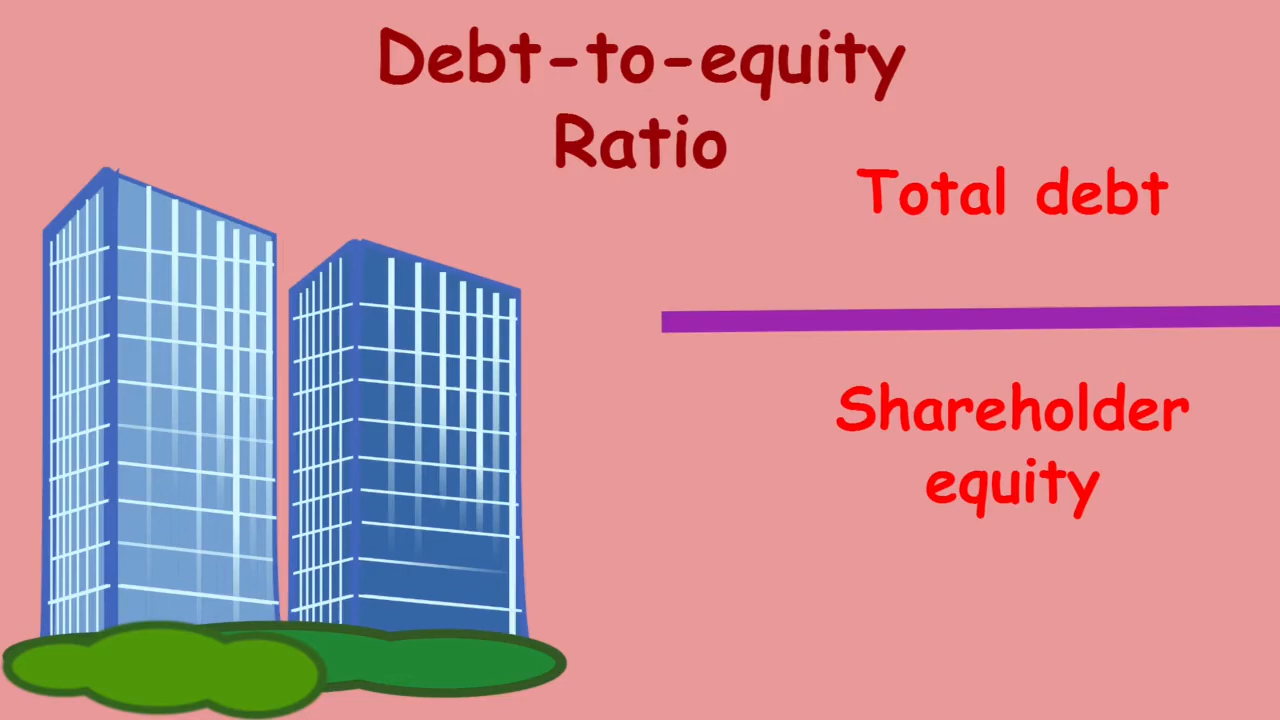 Debt-to-equity
Ratio
Total debt
Shareholder
equity